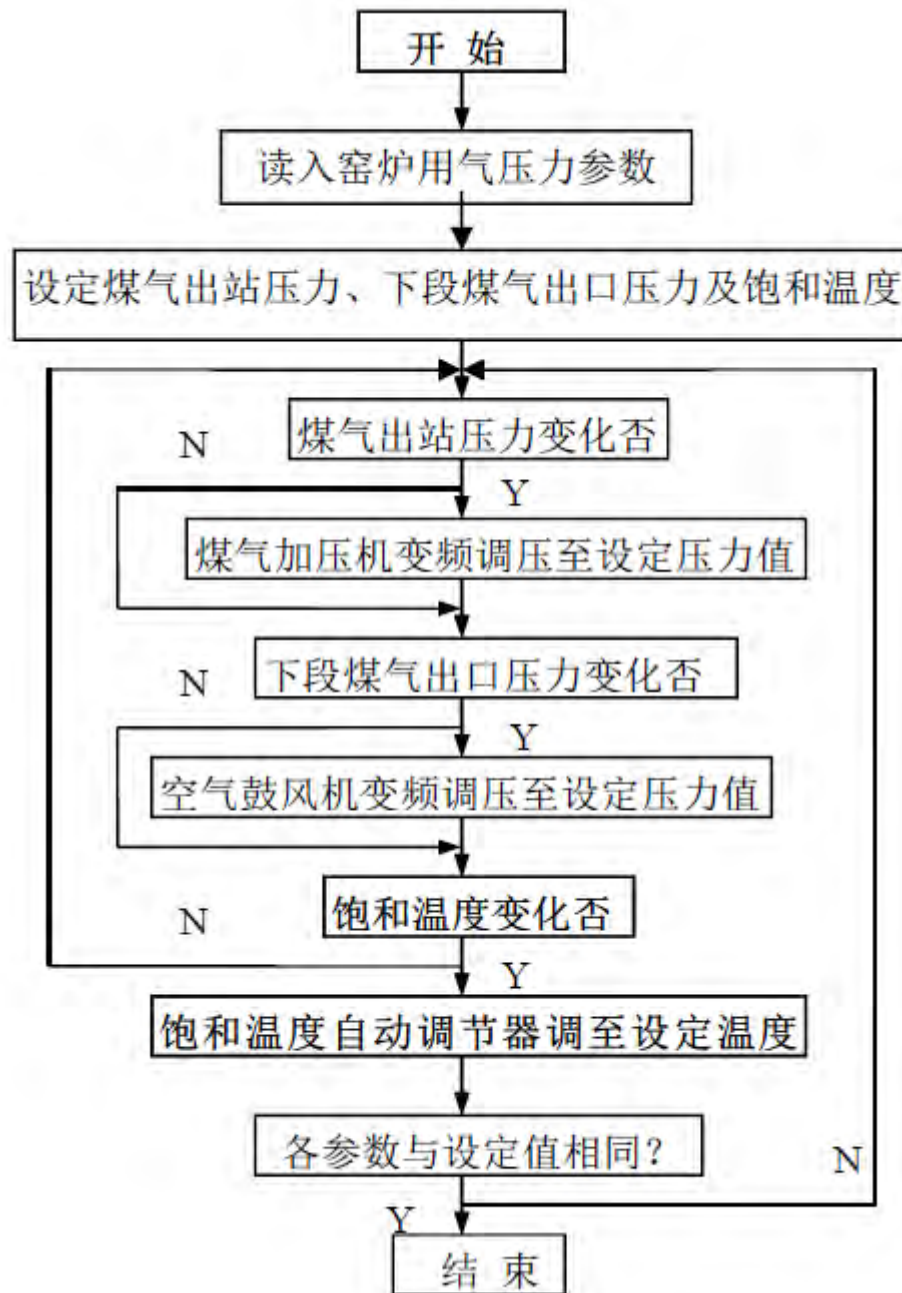 开 始
读入窑炉用气压力参数
设定煤气出站压力、下段煤气出口压力及饱和温度
煤气出站压力变化否
N
Y
煤气加压机变频调压至设定压力值
下段煤气出口压力变化否
N
Y
空气鼓风机变频调压至设定压力值
饱和温度变化否
N
Y
饱和温度自动调节器调至设定温度
各参数与设定值相同？
N
Y
结 束